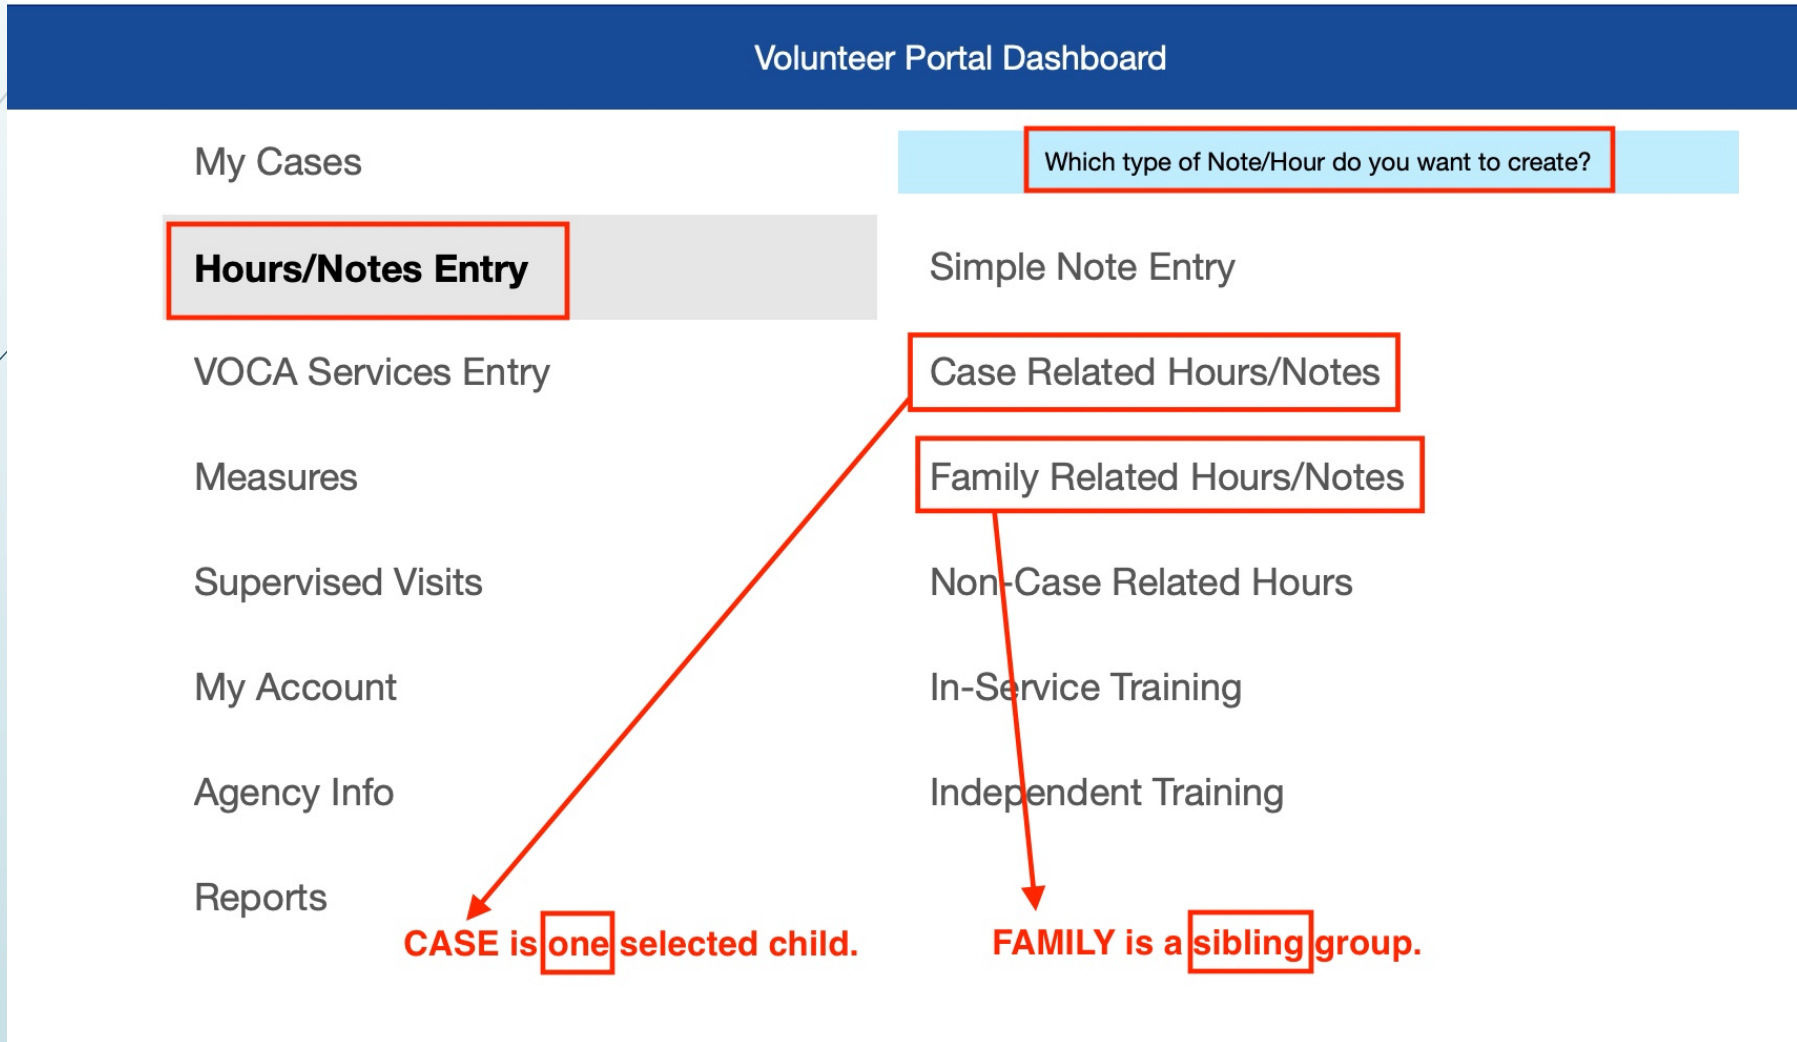 Volunteer Portal Dashboard
My Cases
Hours/Notes Entry
VOCA Services Entry
Measures
Supervised Visits
My Account
Agency Info
Reports
Which type of Note/Hour do you want to create?
Simple Note Entry
Case Related Hours/Notes
Family Related Hours/Notes
Non-Case Related Hours
In-Service Training
Independent Training
CASE is one selected child.
FAMILY is a sibling group.